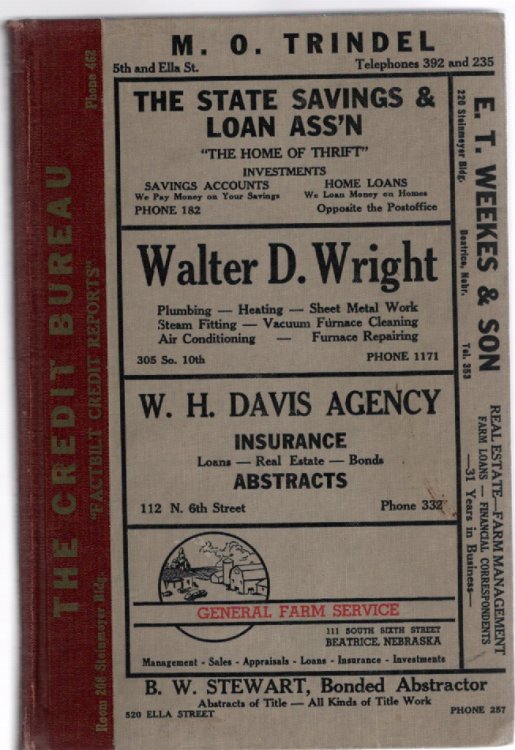 M. O. TRINDEL
5th and Ella St. Telephones 392 and 235
THE STATE SAVINGS &
LOAN ASS'N
"THE HOME OF THRIFT"
INVESTMENTS
SAVINGS ACCOUNTS HOME LOANS
We Pay Money on Your Savings We Loan Money on Homes
PHONE 182 Opposite the Postoffice
Walter D. Wright
Plumbing — Heating — Sheet Metal Work
Steam Fitting — Vacuum Furnace Cleaning
Air Conditioning — Furnace Repairing
305 So. 10th PHONE 1171
W. H. DAVIS AGENCY
INSURANCE
Loans — Real Estate — Bonds
ABSTRACTS
112 N. 6th Street Phone 332
GENERAL FARM SERVICE
111 SOUTH SIXTH STREET
BEATRICE, NEBRASKA
Management - Sales - Appraisals - Loans - Insurance - Investments
B. W. STEWART, Bonded Abstractor
Abstracts of Title — All Kinds of Title Work
520 ELLA STREET PHONE 257
E. T. WEEKES & SON
220 Steinmeyer Bldg. Beatrice, Nebr. Tel. 353
REAL ESTATE—FARM MANAGEMENT
FARM LOANS — FINANCIAL CORRESPONDENTS
—31 Years in Business—
THE CREDIT BUREAU
"FACTBILT CREDIT REPORTS"
Room 206 Steinmeyer Bldg. Phone 462